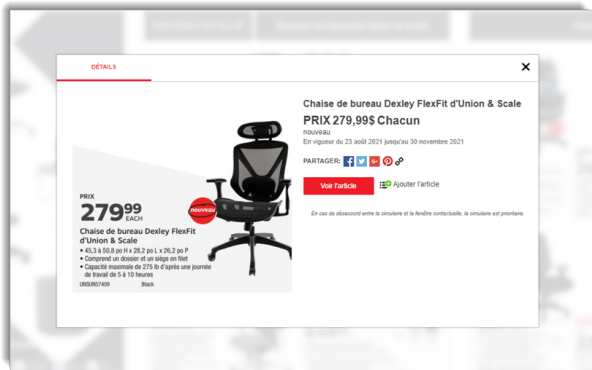 DÉTAILS
Chaise de bureau Dexley FlexFit d'Union & Scale
PRIX 279,99$ Chacun
nouveau
En vigueur du 23 août 2021 jusqu'au 30 novembre 2021
PARTAGER:
Voir l'article
Ajouter l'article
En cas de désaccord entre la circulaire et la fenêtre contextuelle, la circulaire est prioritaire.
PRIX
279 99
EACH
nouveau
Chaise de bureau Dexley FlexFit
d'Union & Scale
• 45,3 à 50,8 po H x 28,2 po L x 26,2 po P
• Comprend un dossier et un siège en filet
• Capacité maximale de 275 lb d'après une journée
de travail de 5 à 10 heures
UNSUN57409 Black